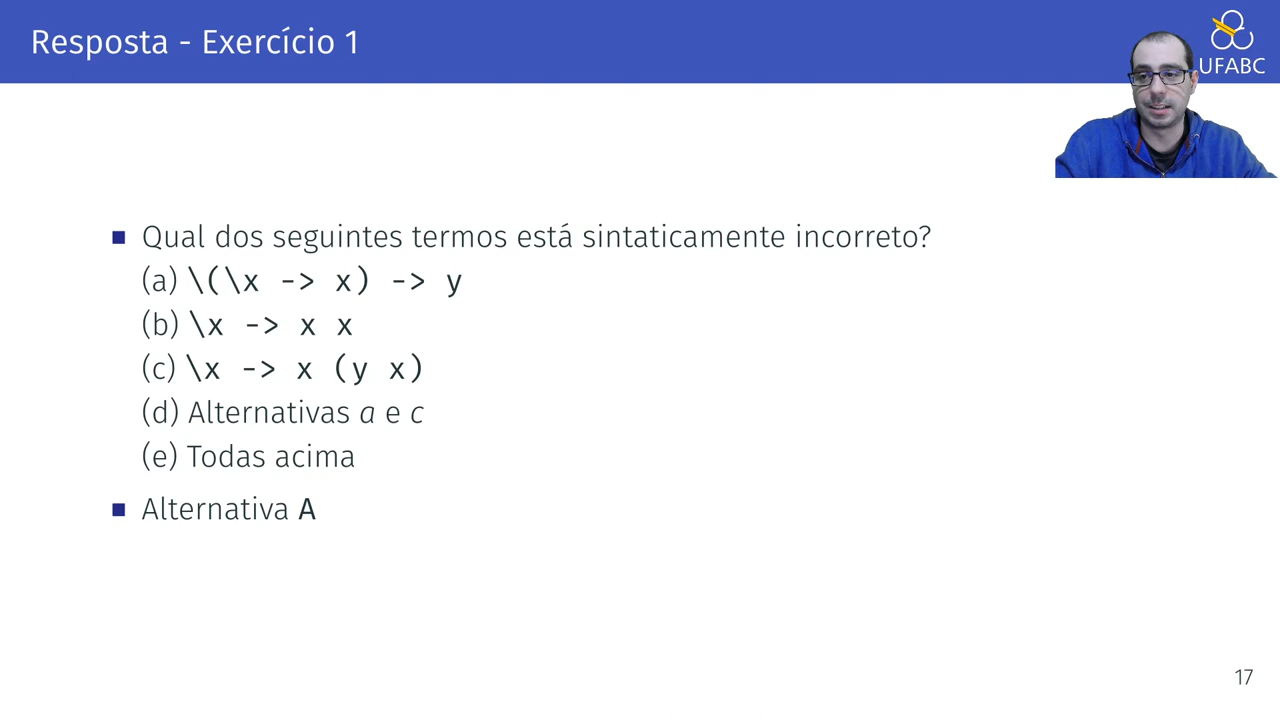 Resposta - Exercício 1
UFABC
Qual dos seguintes termos está sintaticamente incorreto?
(a) \(\x -> x) -> y
(b) \x -> x x
(c) \x -> x (y x)
(d) Alternativas a e c
(e) Todas acima
Alternativa A
17